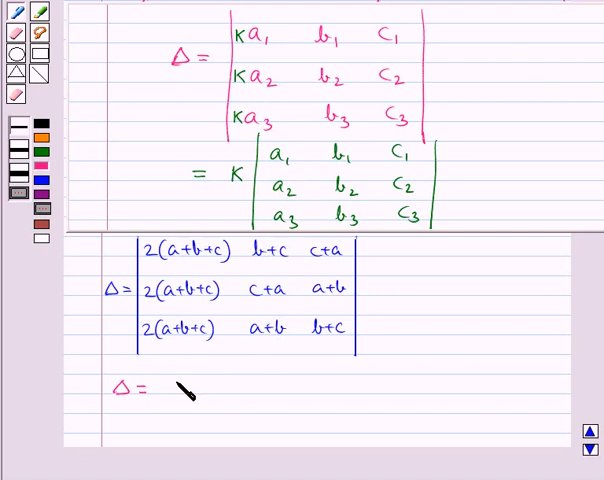 Ka₁ b₁ c₁
Δ = Ka₂ b₂ c₂
Ka₃ b₃ c₃
a₁ b₁ c₁
= K a₂ b₂ c₂
a₃ b₃ c₃
2(a+b+c) b+c c+a
Δ = 2(a+b+c) c+a a+b
2(a+b+c) a+b b+c
Δ =